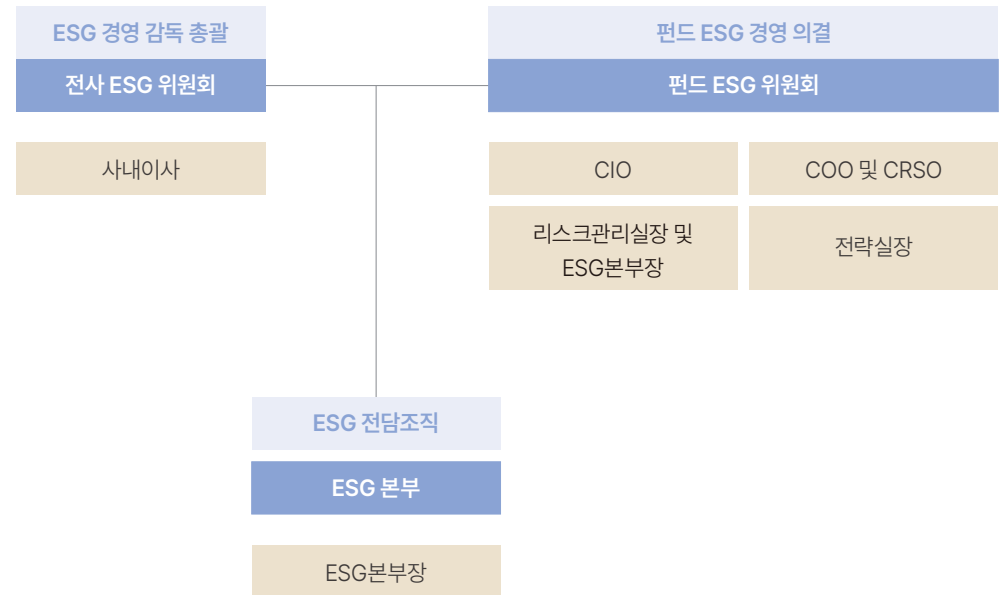 ESG 경영 감독 총괄
전사 ESG 위원회
사내이사
펀드 ESG 경영 의결
펀드 ESG 위원회
CIO
COO 및 CRSO
리스크관리실장 및
ESG본부장
전략실장
ESG 전담조직
ESG 본부
ESG본부장